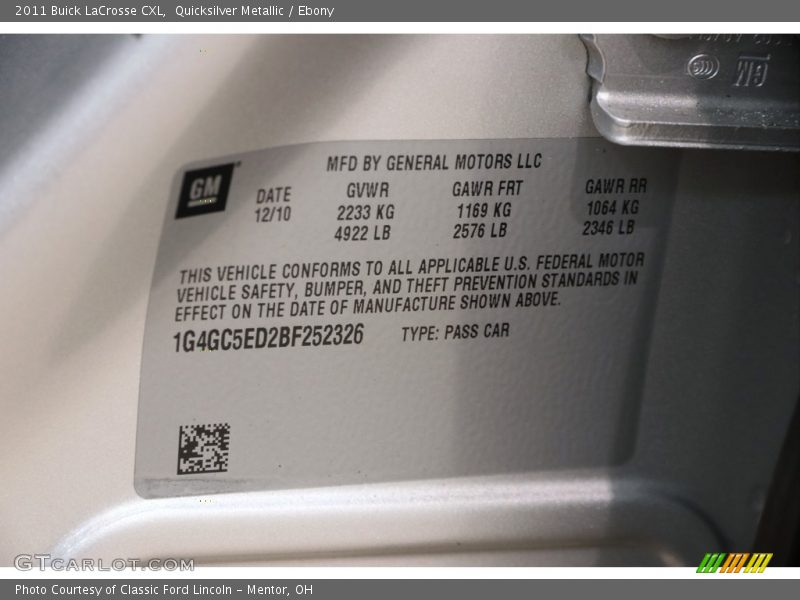 2011 Buick LaCrosse CXL,  Quicksilver Metallic / Ebony
GM
GM
MFD BY GENERAL MOTORS LLC
DATE GVWR GAWR FRT GAWR RR
12/10 2233 KG 1169 KG 1064 KG
4922 LB 2576 LB 2346 LB
THIS VEHICLE CONFORMS TO ALL APPLICABLE U.S. FEDERAL MOTOR
VEHICLE SAFETY, BUMPER, AND THEFT PREVENTION STANDARDS IN
EFFECT ON THE DATE OF MANUFACTURE SHOWN ABOVE.
1G4GC5ED2BF252326 TYPE: PASS CAR
GTCARLOT.COM
Photo Courtesy of Classic Ford Lincoln - Mentor, OH